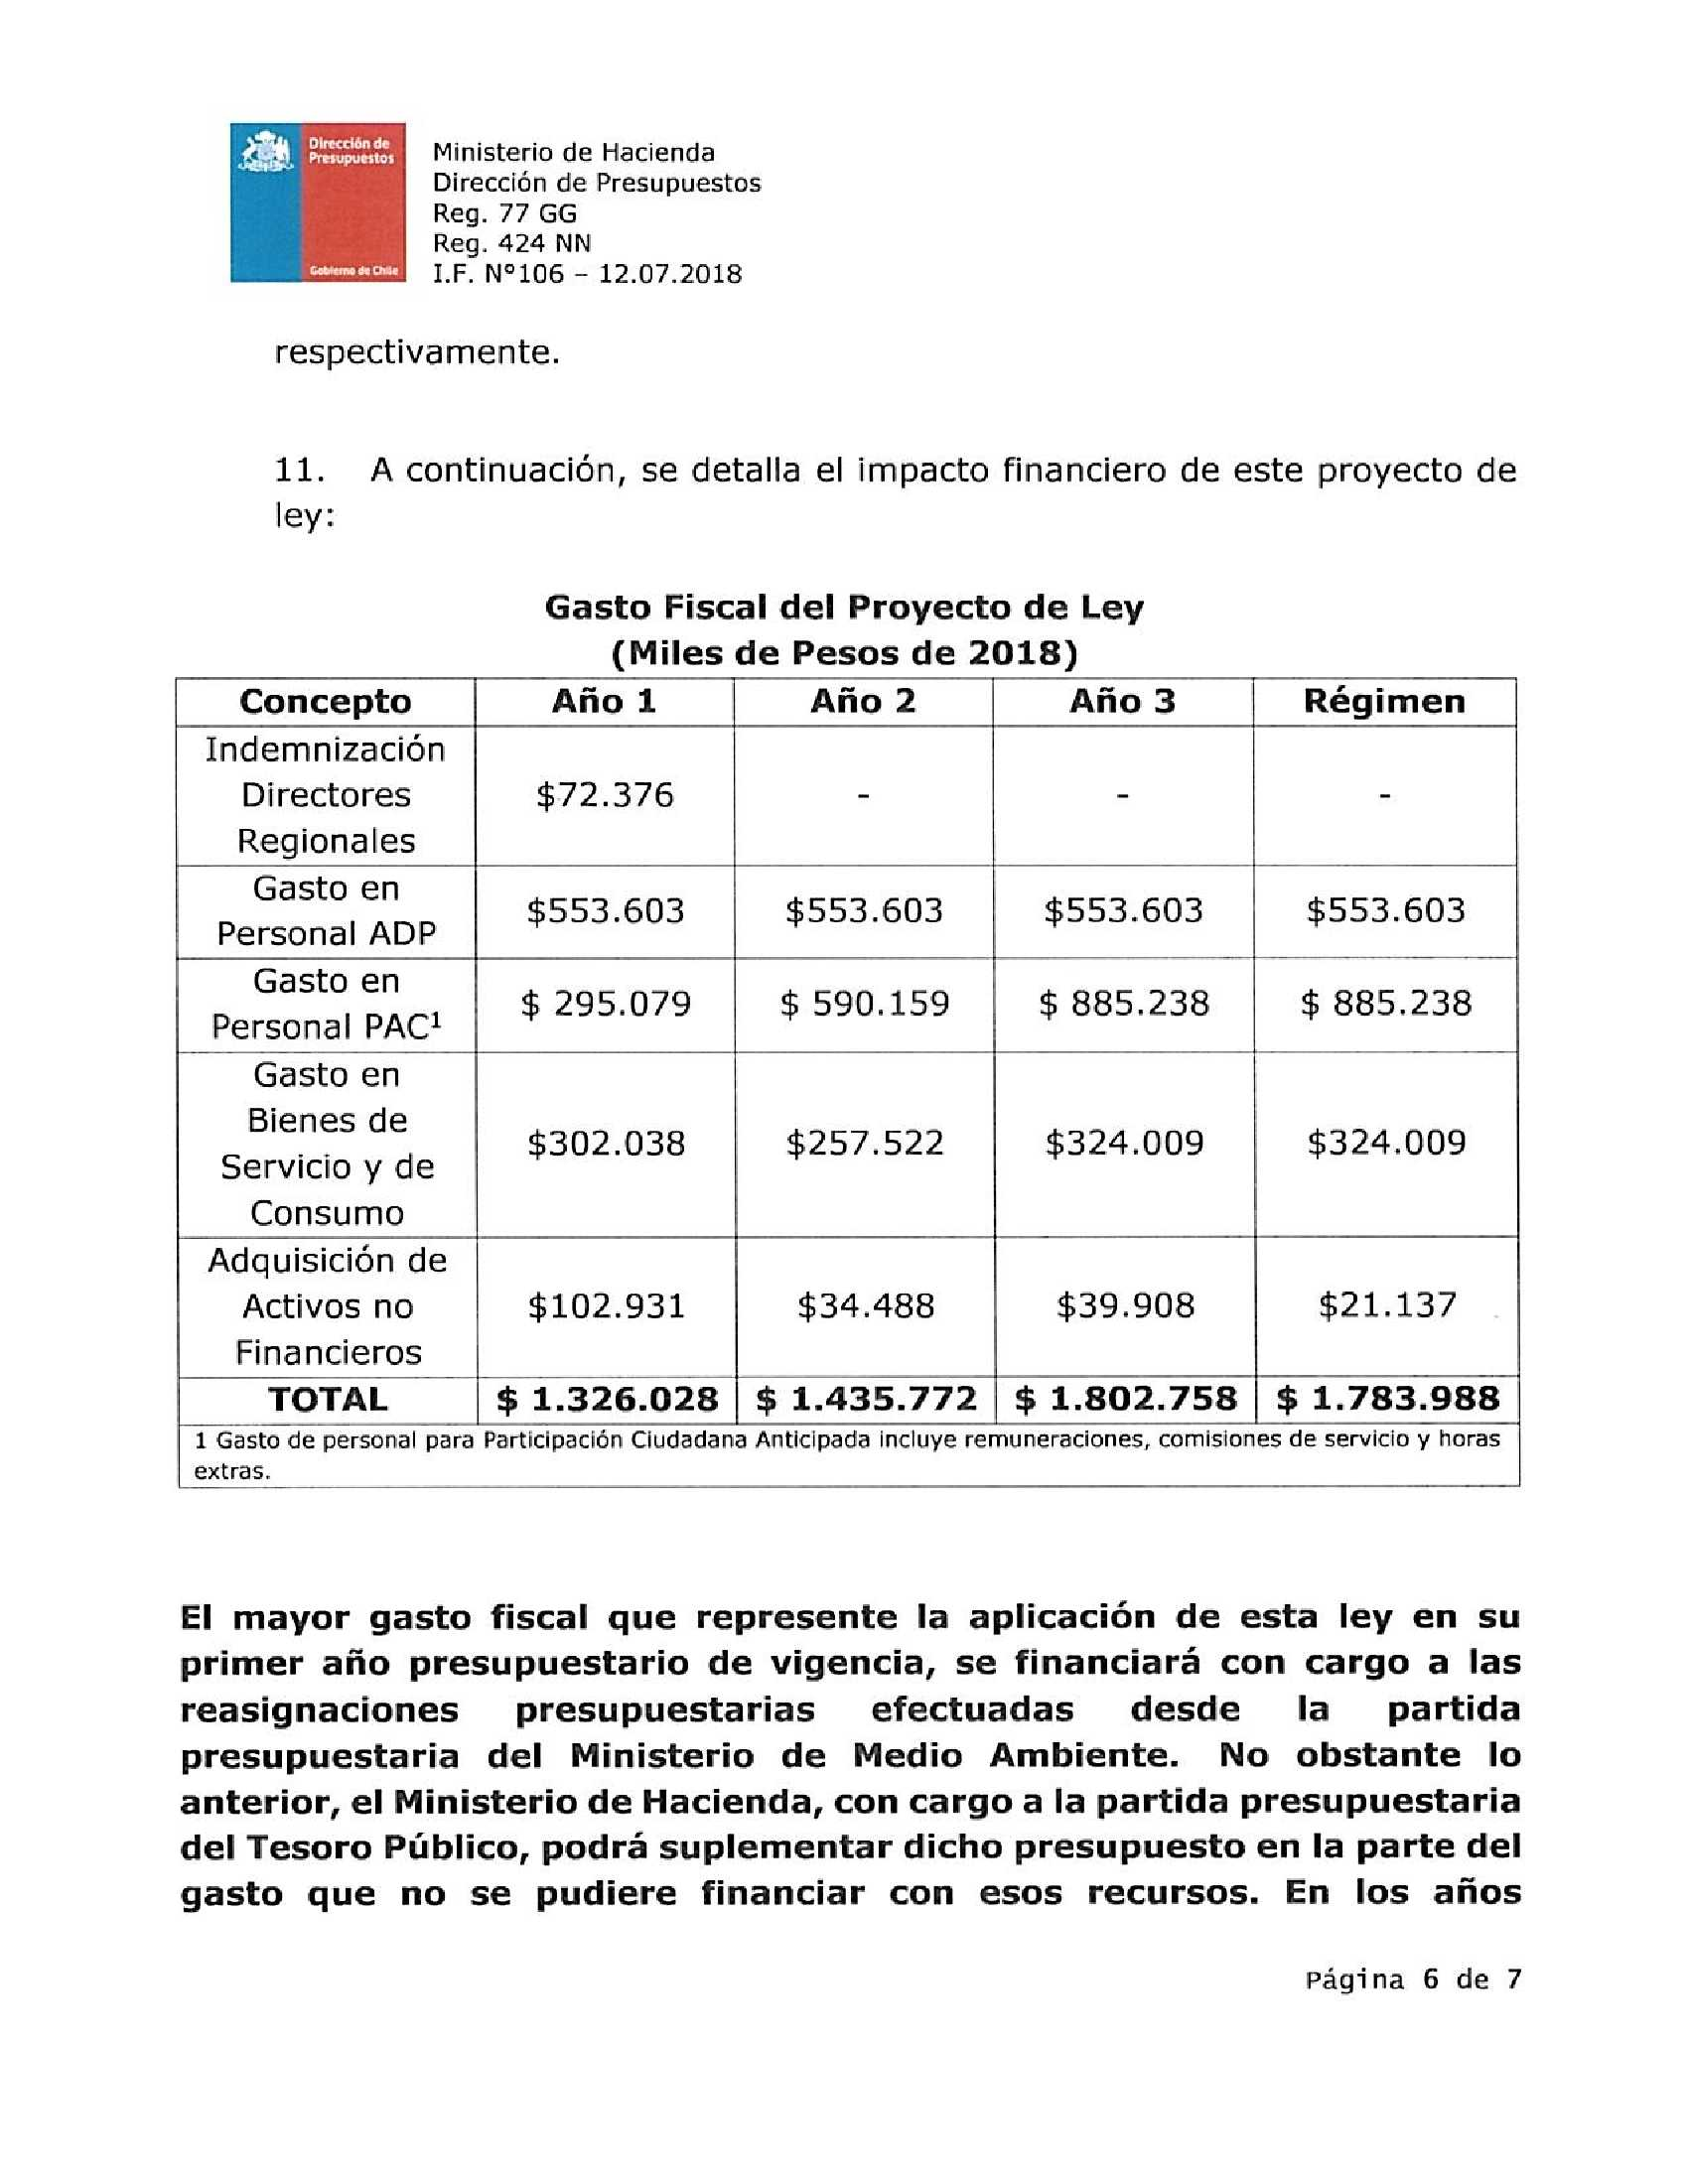 Dirección de
Presupuestos
Gobierno de Chile
Ministerio de Hacienda
Dirección de Presupuestos
Reg. 77 GG
Reg. 424 NN
I.F. N°106 – 12.07.2018
respectivamente.
11. A continuación, se detalla el impacto financiero de este proyecto de
ley:
Gasto Fiscal del Proyecto de Ley
(Miles de Pesos de 2018)
Concepto Año 1 Año 2 Año 3 Régimen
Indemnización
Directores $72.376 - - -
Regionales
Gasto en
Personal ADP $553.603 $553.603 $553.603 $553.603
Gasto en
Personal PAC¹ $ 295.079 $ 590.159 $ 885.238 $ 885.238
Gasto en
Bienes de
Servicio y de $302.038 $257.522 $324.009 $324.009
Consumo
Adquisición de
Activos no $102.931 $34.488 $39.908 $21.137
Financieros
TOTAL $ 1.326.028 $ 1.435.772 $ 1.802.758 $ 1.783.988
1 Gasto de personal para Participación Ciudadana Anticipada incluye remuneraciones, comisiones de servicio y horas
extras.
El mayor gasto fiscal que represente la aplicación de esta ley en su
primer año presupuestario de vigencia, se financiará con cargo a las
reasignaciones presupuestarias efectuadas desde la partida
presupuestaria del Ministerio de Medio Ambiente. No obstante lo
anterior, el Ministerio de Hacienda, con cargo a la partida presupuestaria
del Tesoro Público, podrá suplementar dicho presupuesto en la parte del
gasto que no se pudiere financiar con esos recursos. En los años
Página 6 de 7